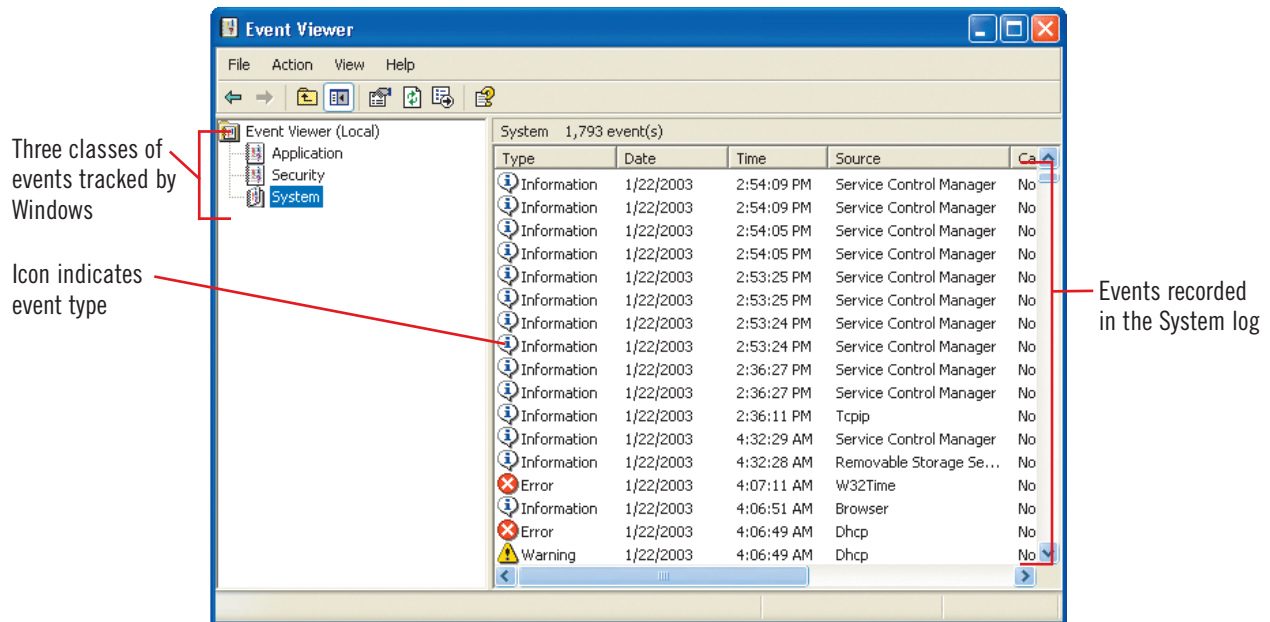 Event Viewer
File Action View Help
Three classes of
events tracked by
Windows
Icon indicates
event type
Event Viewer (Local)
Application
Security
System
System 1,793 event(s)
Type Date Time Source Ca
Information 1/22/2003 2:54:09 PM Service Control Manager No
Information 1/22/2003 2:54:09 PM Service Control Manager No
Information 1/22/2003 2:54:05 PM Service Control Manager No
Information 1/22/2003 2:54:05 PM Service Control Manager No
Information 1/22/2003 2:53:25 PM Service Control Manager No
Information 1/22/2003 2:53:25 PM Service Control Manager No
Information 1/22/2003 2:53:24 PM Service Control Manager No
Information 1/22/2003 2:53:24 PM Service Control Manager No
Information 1/22/2003 2:36:27 PM Service Control Manager No
Information 1/22/2003 2:36:27 PM Service Control Manager No
Information 1/22/2003 2:36:11 PM Tcpip No
Information 1/22/2003 4:32:29 AM Service Control Manager No
Information 1/22/2003 4:32:28 AM Removable Storage Se... No
Error 1/22/2003 4:07:11 AM W32Time No
Information 1/22/2003 4:06:51 AM Browser No
Error 1/22/2003 4:06:49 AM Dhcp No
Warning 1/22/2003 4:06:49 AM Dhcp No
Events recorded
in the System log